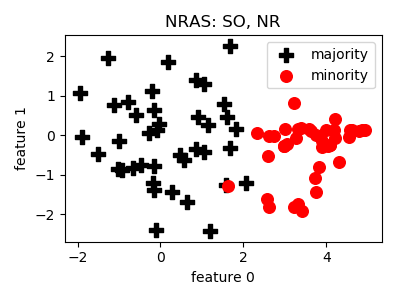 NRAS: SO, NR
majority
minority
feature 1
2
1
0
−1
−2
−2
0
2
4
feature 0